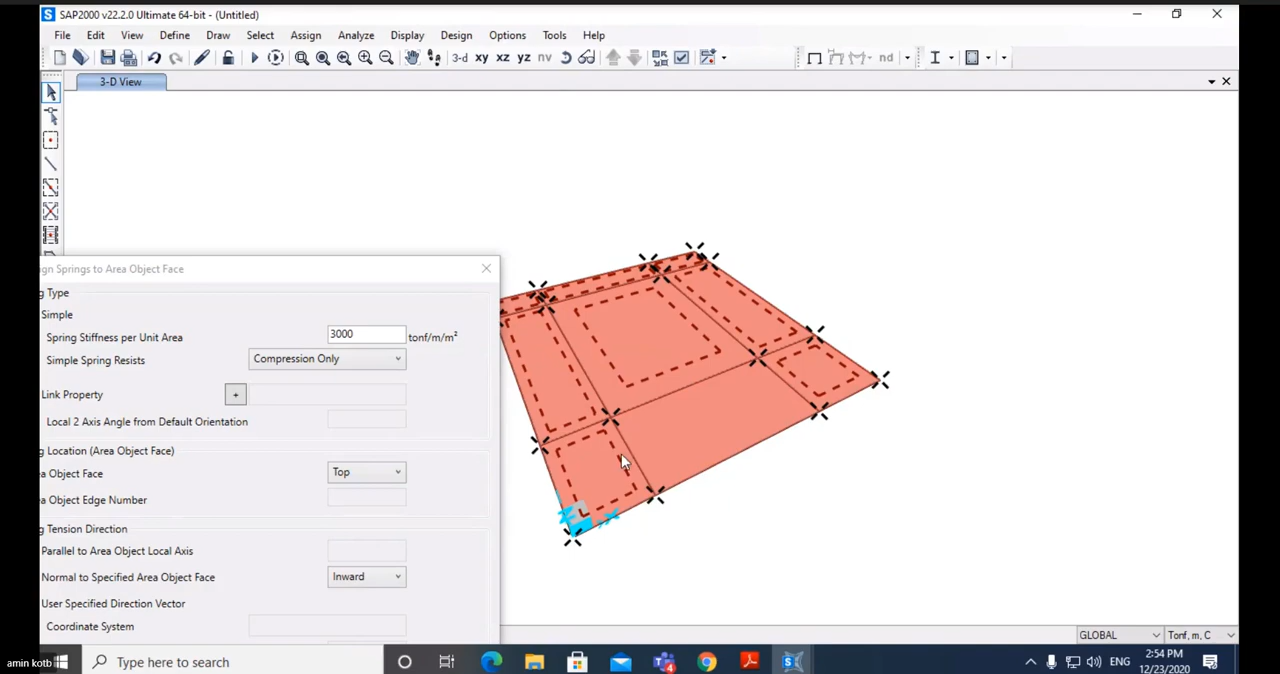 SAP2000 v22.2.0 Ultimate 64-bit - (Untitled)
File Edit View Define Draw Select Assign Analyze Display Design Options Tools Help
3-d xy xz yz nv nd
3-D View
ign Springs to Area Object Face
g Type
Simple
Spring Stiffness per Unit Area 3000 tonf/m/m²
Simple Spring Resists Compression Only
Link Property +
Local 2 Axis Angle from Default Orientation
g Location (Area Object Face)
a Object Face Top
a Object Edge Number
g Tension Direction
Parallel to Area Object Local Axis
Normal to Specified Area Object Face Inward
User Specified Direction Vector
Coordinate System
GLOBAL Tonf, m, C
amin kotb Type here to search 4 ENG 2:54 PM
12/23/2020